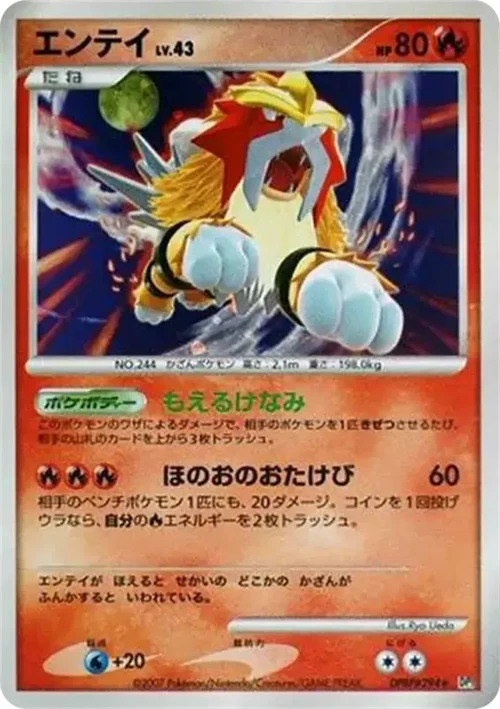 エンテイ LV.43 HP 80
たね
NO.244 かざんポケモン 高さ:2.1m 重さ:198.0kg
ポケボディー もえるけなみ
このポケモンのワザによるダメージで、相手のポケモンを1匹きぜつさせるたび、
相手の山札のカードを上から3枚トラッシュ。
ほのおのおたけび 60
相手のベンチポケモン1匹にも、20ダメージ。コインを1回投げ
ウラなら、自分のエネルギーを2枚トラッシュ。
エンテイが ほえると せかいの どこかの かざんが
ふんかすると いわれている。
Illus.Ryo Ueda
弱点 抵抗力 にげる
+20
©2007 Pokémon/Nintendo/Creatures/GAME FREAK.